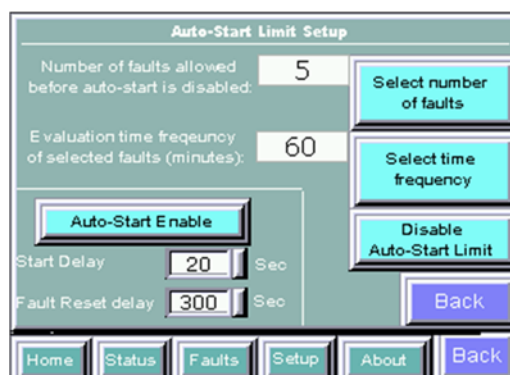 Auto-Start Limit Setup
Number of faults allowed
before auto-start is disabled:
5
Select number
of faults
Evaluation time freqeuncy
of selected faults (minutes):
60
Select time
frequency
Auto-Start Enable
Disable
Auto-Start Limit
Start Delay
20
Sec
Fault Reset delay
300
Sec
Back
Home
Status
Faults
Setup
About
Back